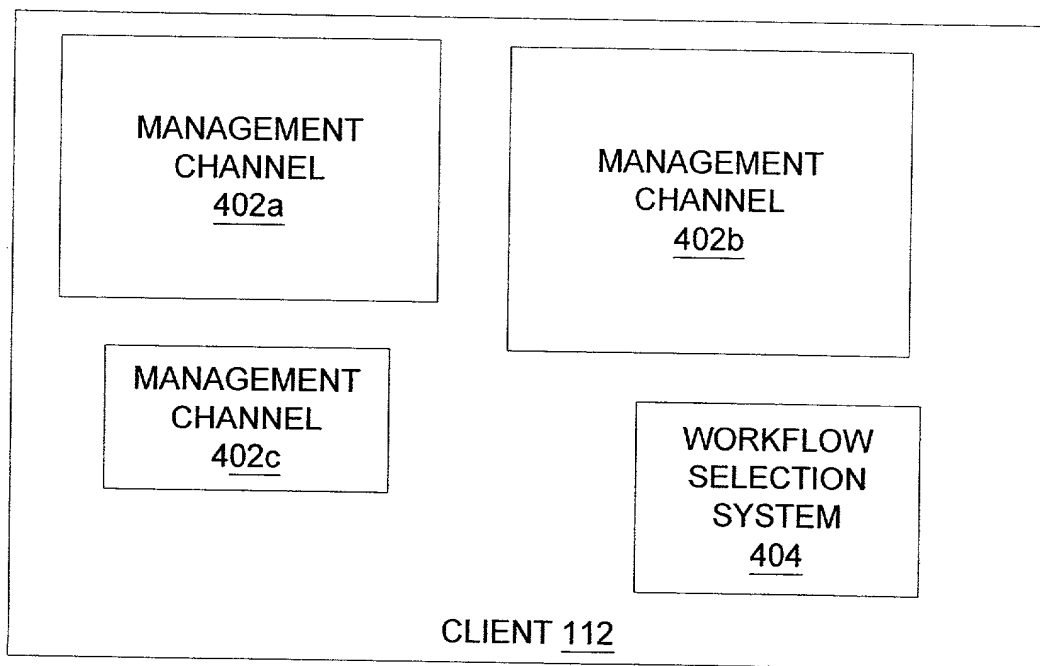 MANAGEMENT
CHANNEL
402a
MANAGEMENT
CHANNEL
402b
MANAGEMENT
CHANNEL
402c
WORKFLOW
SELECTION
SYSTEM
404
CLIENT 112